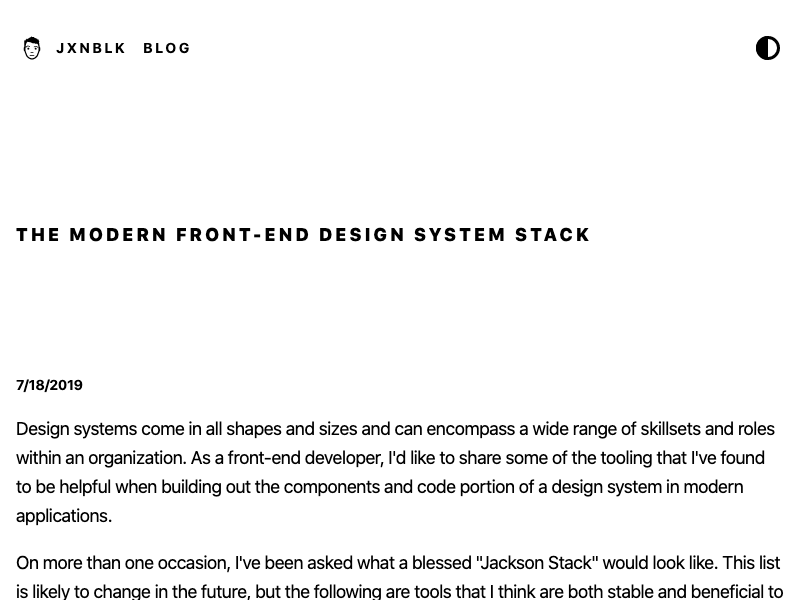 JXNBLK BLOG
THE MODERN FRONT-END DESIGN SYSTEM STACK
7/18/2019
Design systems come in all shapes and sizes and can encompass a wide range of skillsets and roles
within an organization. As a front-end developer, I'd like to share some of the tooling that I've found
to be helpful when building out the components and code portion of a design system in modern
applications.
On more than one occasion, I've been asked what a blessed "Jackson Stack" would look like. This list
is likely to change in the future, but the following are tools that I think are both stable and beneficial to